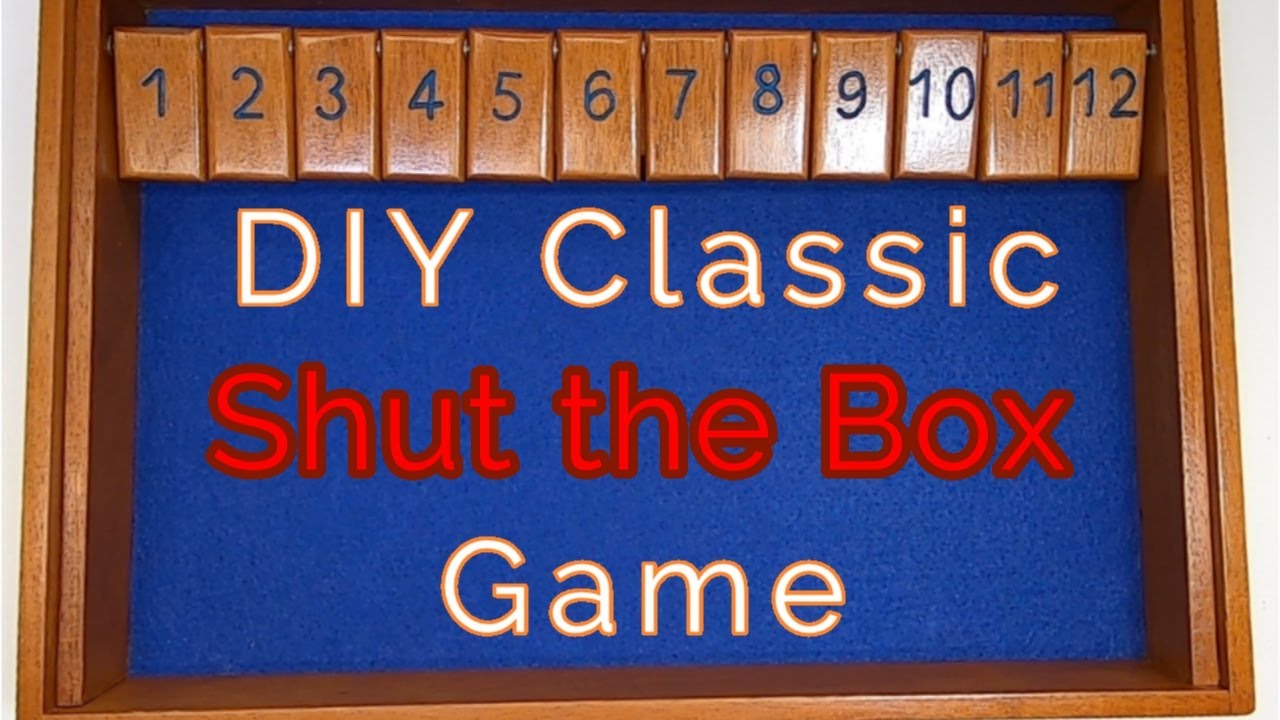 1 2 3 4 5 6 7 8 9 10 11 12
DIY Classic
Shut the Box
Game